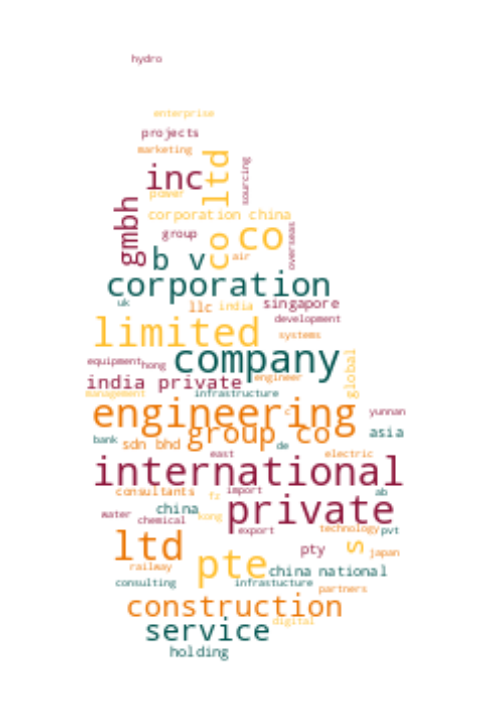 hydro
enterprise
projects
marketing
inc
co ltd
sourcing
power
gmbh
corporation china
group
co
overseas
b v
air
corporation
uk
llc
india
singapore
development
limited
systems
company
equipment
hong
global
india private
engineer
management
infrastructure
engineering
c
yunnan
group co
asia
bank
sdn bhd
de
east
electric
international
consultants
import
ab
fz
private
china
water
chemical
kong
export
technology
pvt
ltd
pty
s
japan
railway
pte
china national
consulting
infrastucture
partners
construction
digital
service
holding